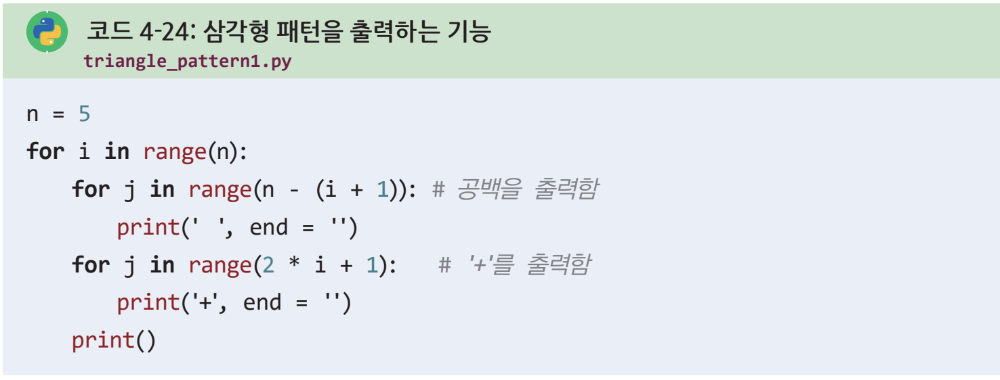 코드 4-24: 삼각형 패턴을 출력하는 기능
triangle_pattern1.py
n = 5
for i in range(n):
    for j in range(n - (i + 1)): # 공백을 출력함
        print(' ', end = '')
    for j in range(2 * i + 1):   # '+'를 출력함
        print('+', end = '')
    print()